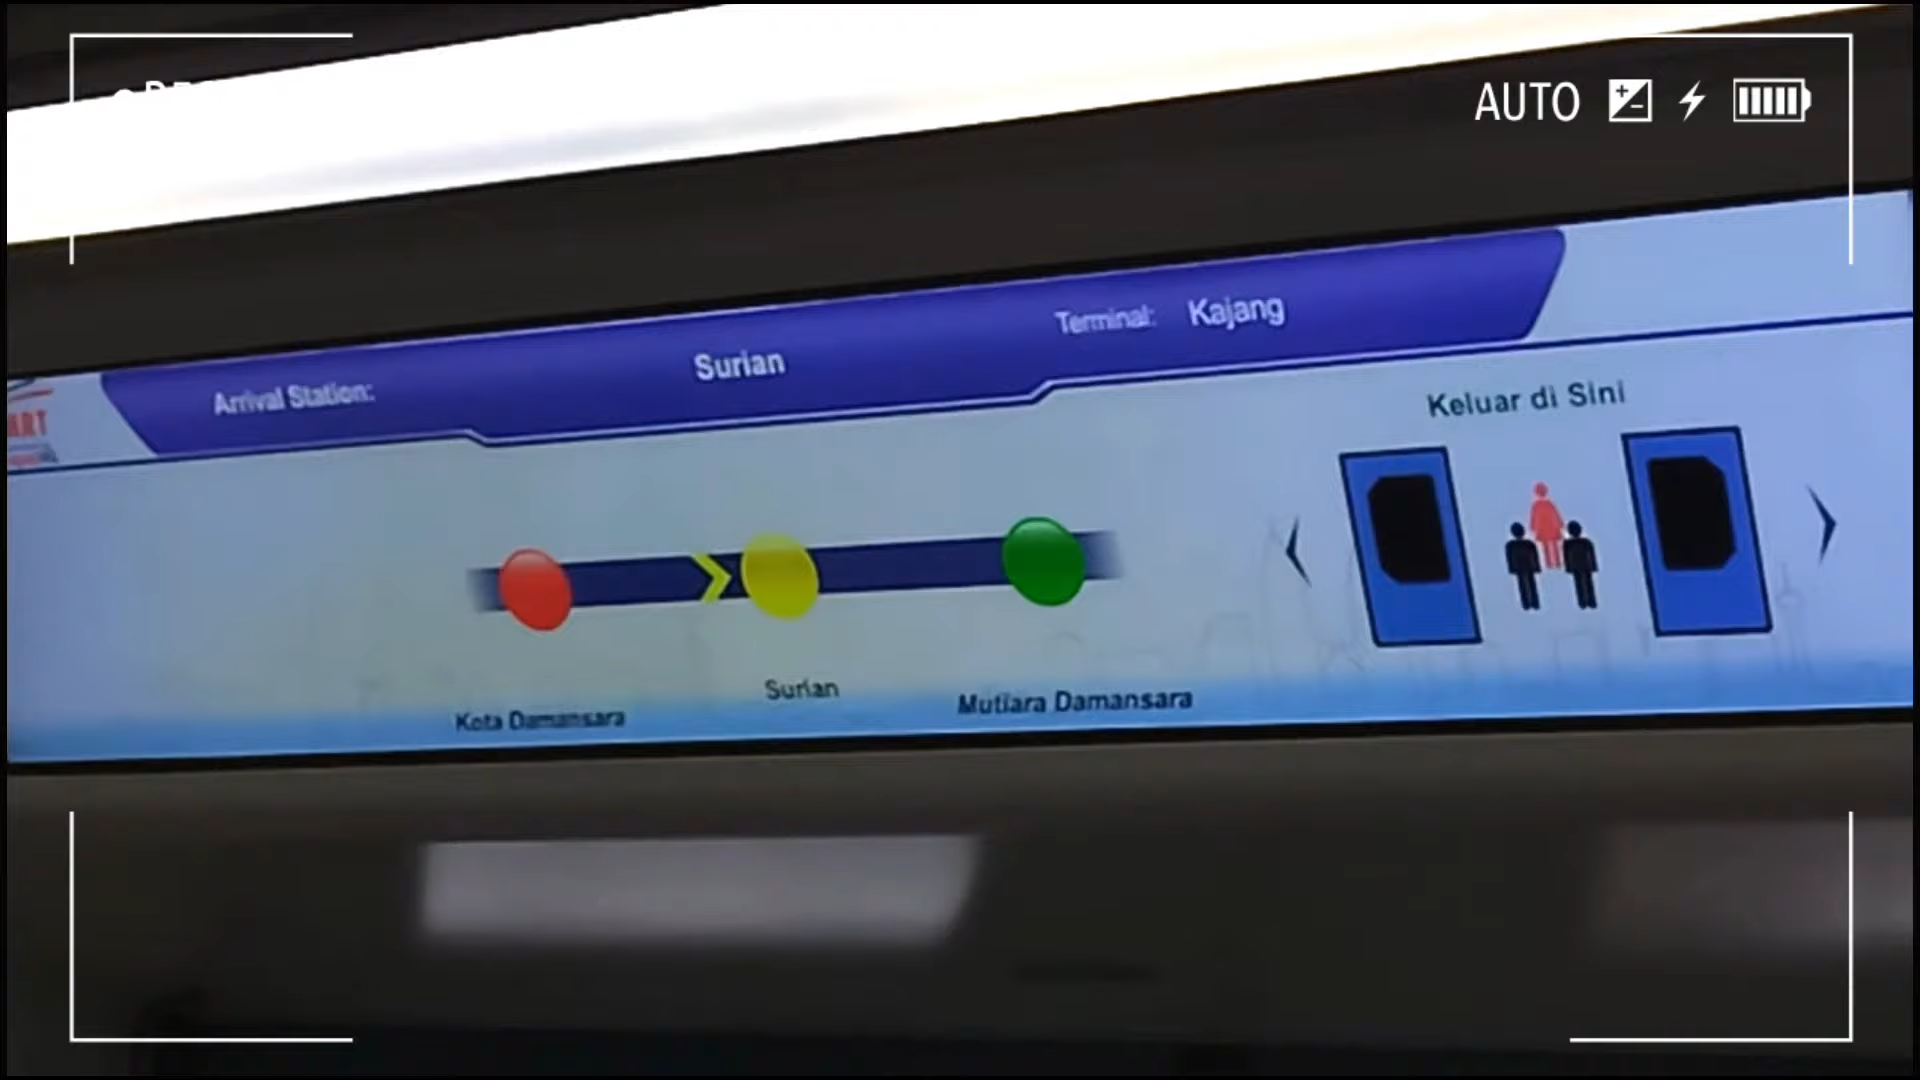 AUTO
Arrival Station:
Surian
Terminal: Kajang
Keluar di Sini
Kota Damansara
Surian
Mutiara Damansara